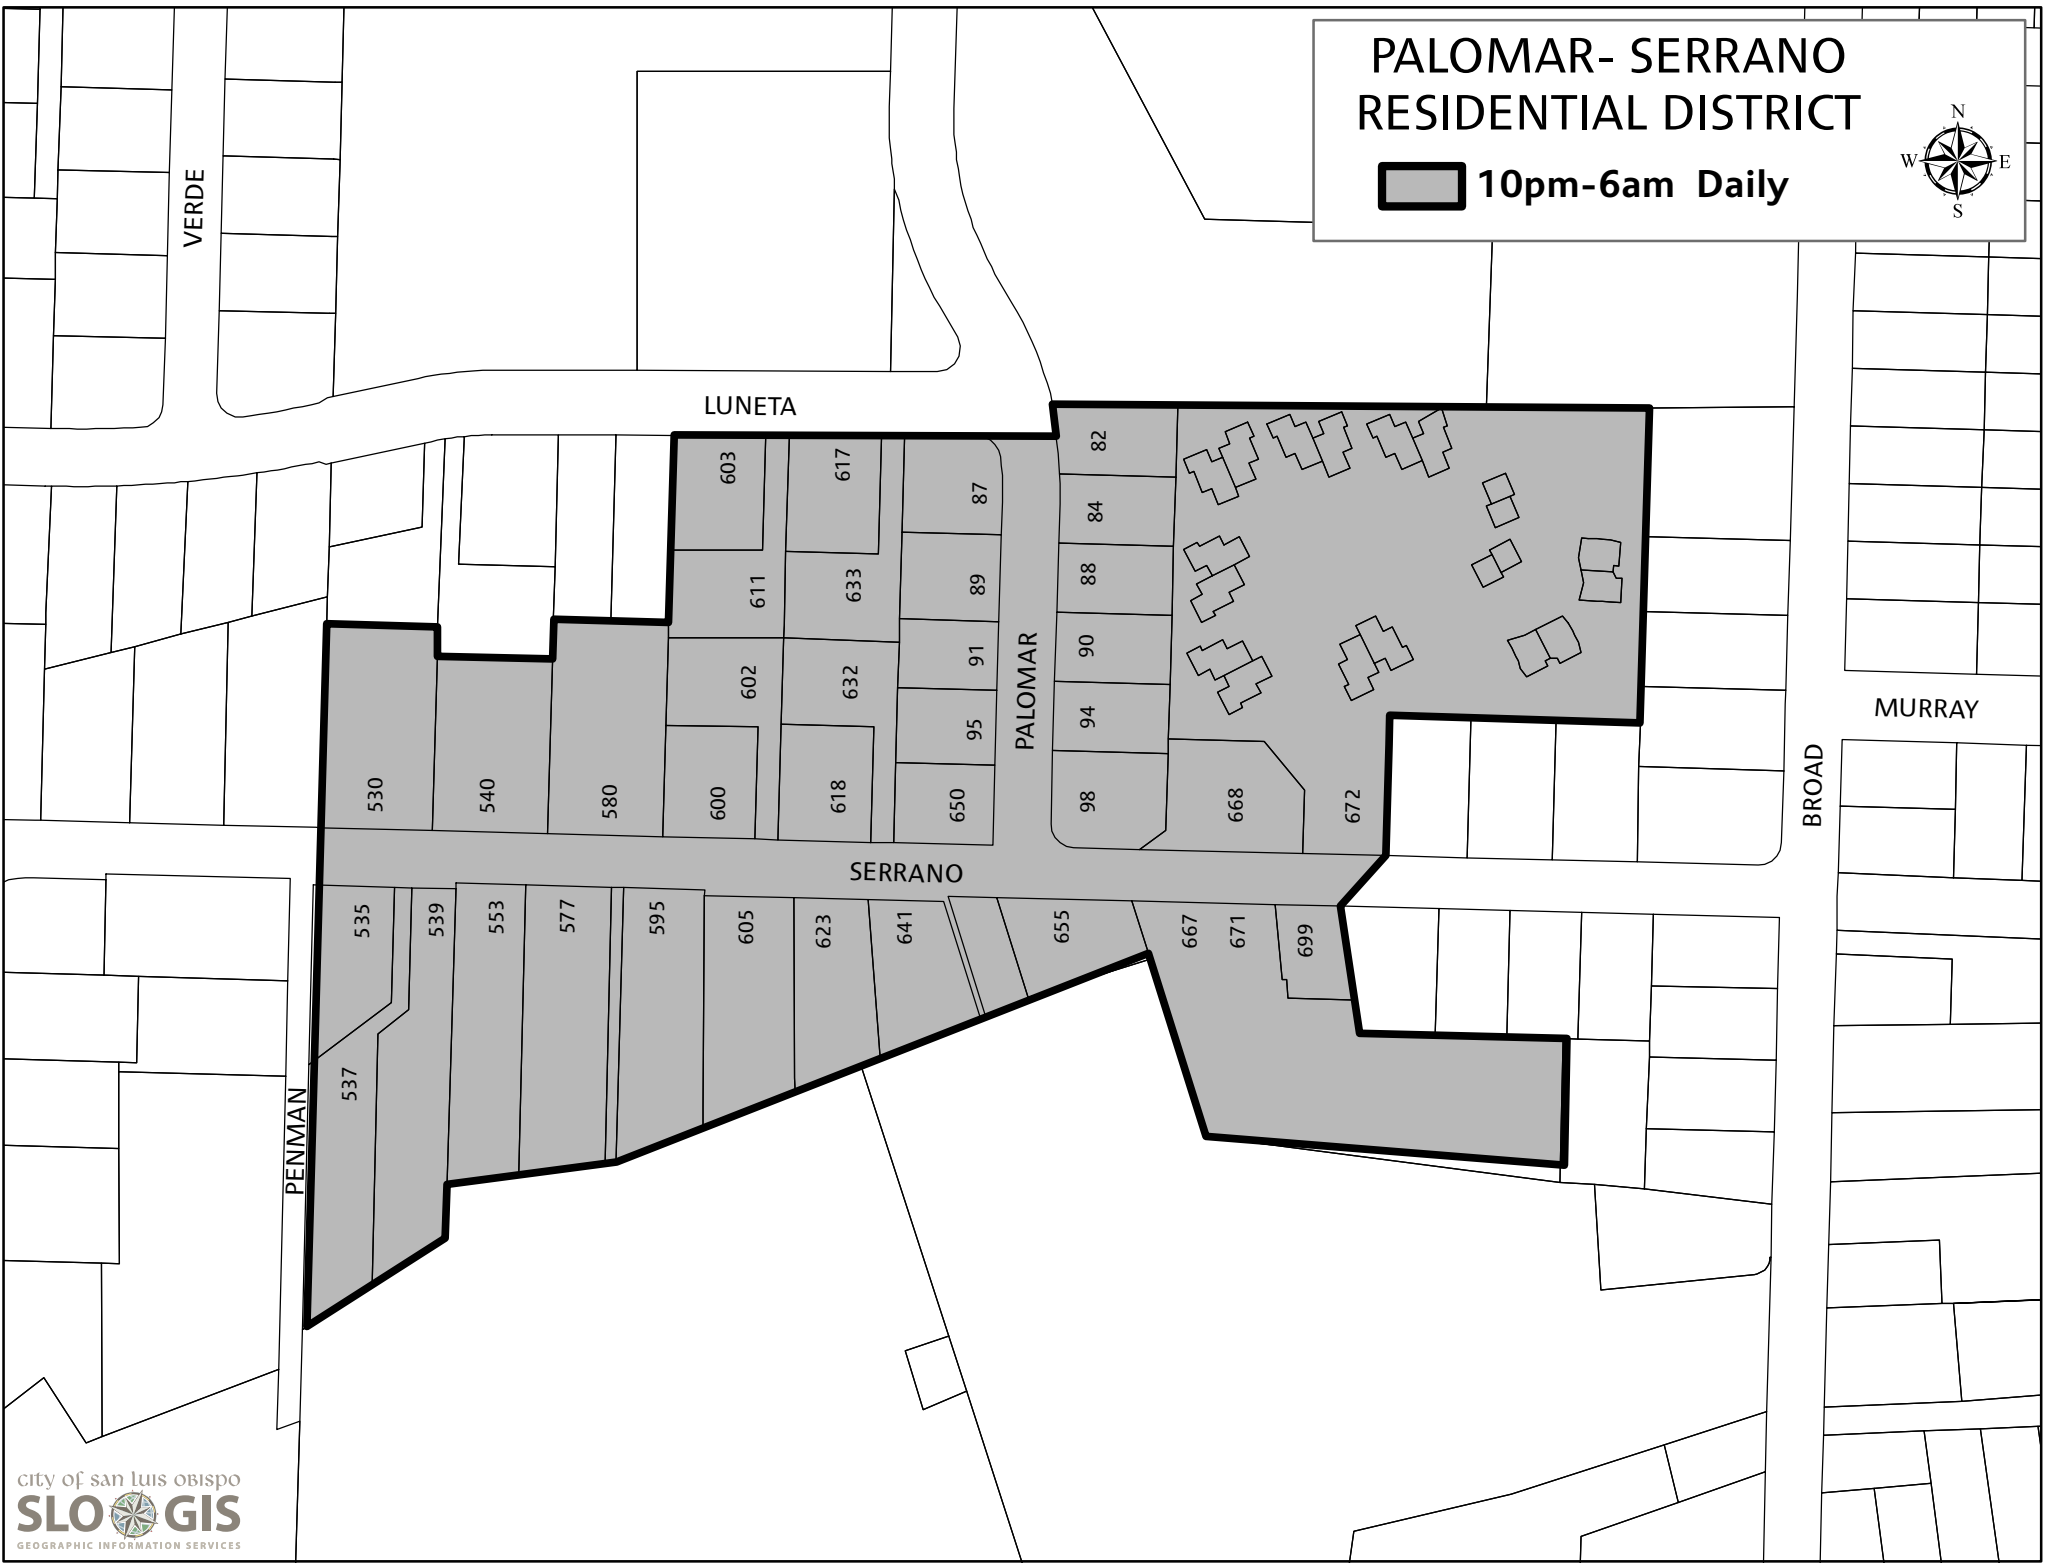 PALOMAR- SERRANO
RESIDENTIAL DISTRICT
10pm-6am Daily
N
W
E
S
VERDE
LUNETA
603
617
87
82
84
611
633
89
88
91
90
602
632
PALOMAR
95
94
MURRAY
530
540
580
600
618
650
98
668
672
BROAD
SERRANO
535
539
553
577
595
605
623
641
655
667
671
699
537
PENMAN
city of san luis obispo
SLO GIS
GEOGRAPHIC INFORMATION SERVICES